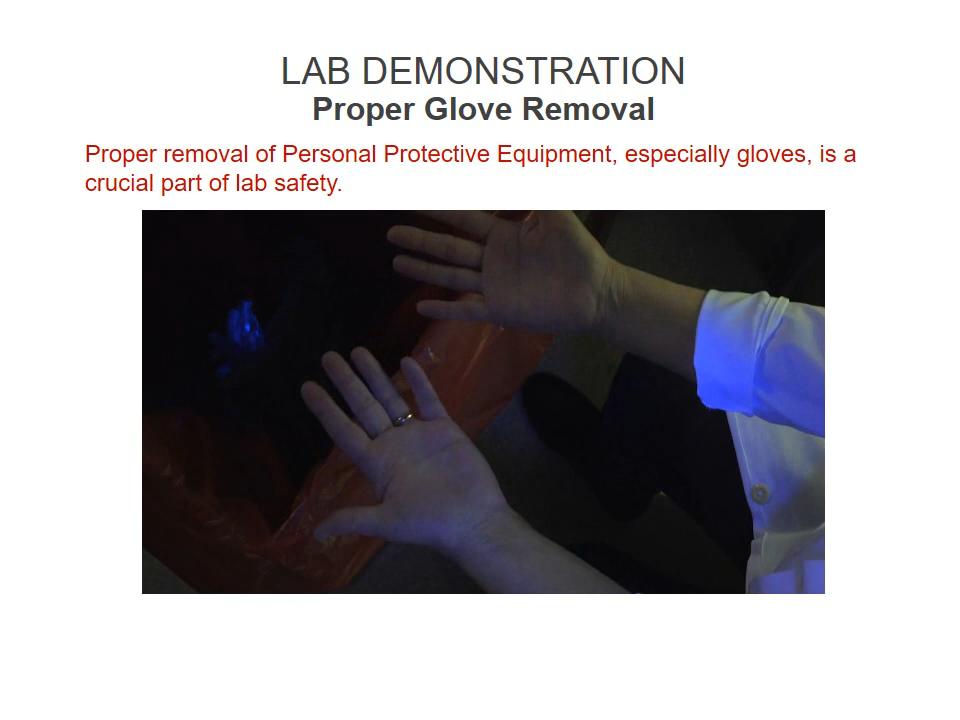 LAB DEMONSTRATION
Proper Glove Removal
Proper removal of Personal Protective Equipment, especially gloves, is a
crucial part of lab safety.